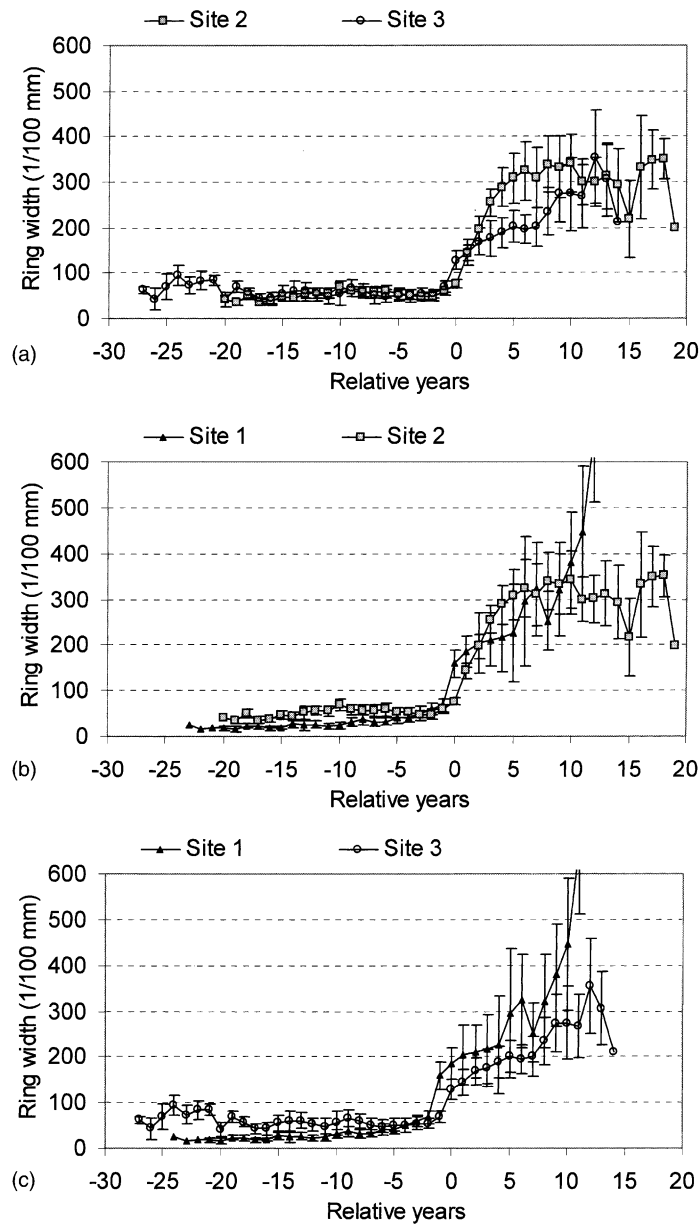 Site 2 Site 3
600
500
400
300
200
100
0
Ring width (1/100 mm)
-30 -25 -20 -15 -10 -5 0 5 10 15 20
Relative years
(a)
Site 1 Site 2
600
500
400
300
200
100
0
Ring width (1/100 mm)
-30 -25 -20 -15 -10 -5 0 5 10 15 20
Relative years
(b)
Site 1 Site 3
600
500
400
300
200
100
0
Ring width (1/100 mm)
-30 -25 -20 -15 -10 -5 0 5 10 15 20
Relative years
(c)